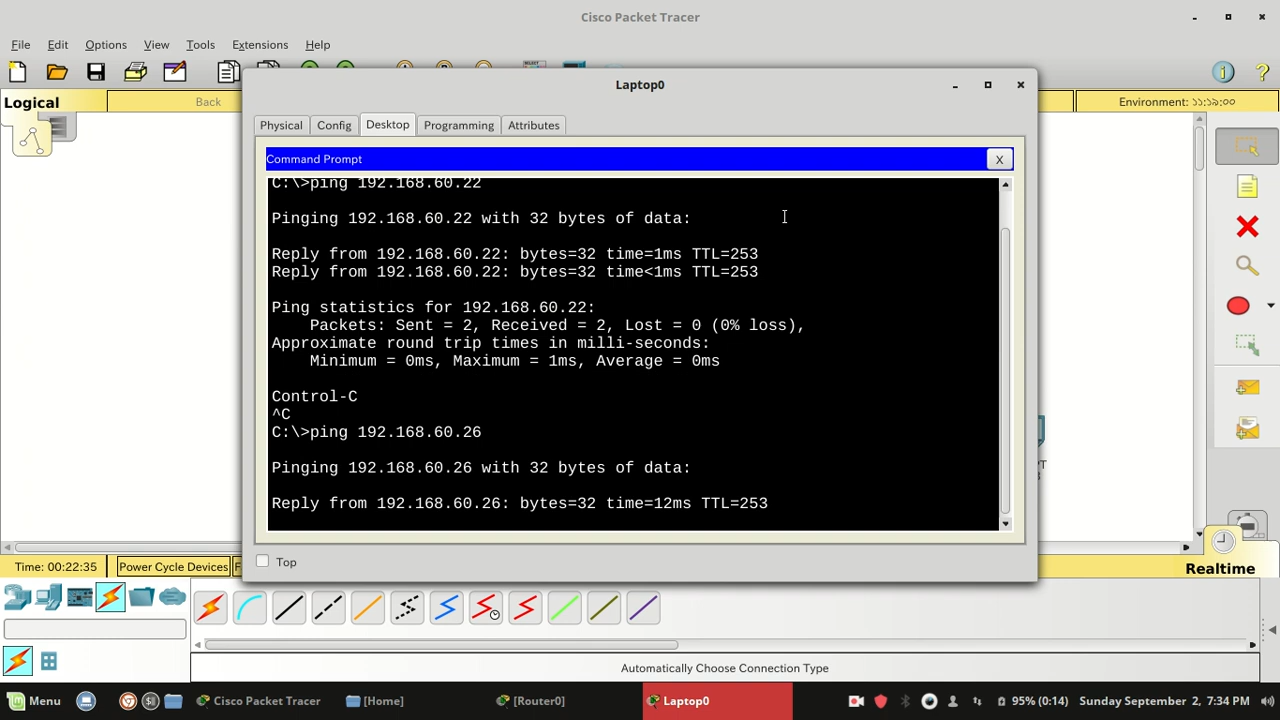 Cisco Packet Tracer
File Edit Options View Tools Extensions Help
Logical
Back
Environment: ১১:১৯:০০
Laptop0
Physical Config Desktop Programming Attributes
Command Prompt
X
C:\>ping 192.168.60.22
Pinging 192.168.60.22 with 32 bytes of data:
Reply from 192.168.60.22: bytes=32 time=1ms TTL=253
Reply from 192.168.60.22: bytes=32 time<1ms TTL=253
Ping statistics for 192.168.60.22:
Packets: Sent = 2, Received = 2, Lost = 0 (0% loss),
Approximate round trip times in milli-seconds:
Minimum = 0ms, Maximum = 1ms, Average = 0ms
Control-C
^C
C:\>ping 192.168.60.26
Pinging 192.168.60.26 with 32 bytes of data:
Reply from 192.168.60.26: bytes=32 time=12ms TTL=253
Top
Time: 00:22:35
Power Cycle Devices
Realtime
Automatically Choose Connection Type
Menu
Cisco Packet Tracer
[Home]
[Router0]
Laptop0
95% (0:14)
Sunday September 2, 7:34 PM